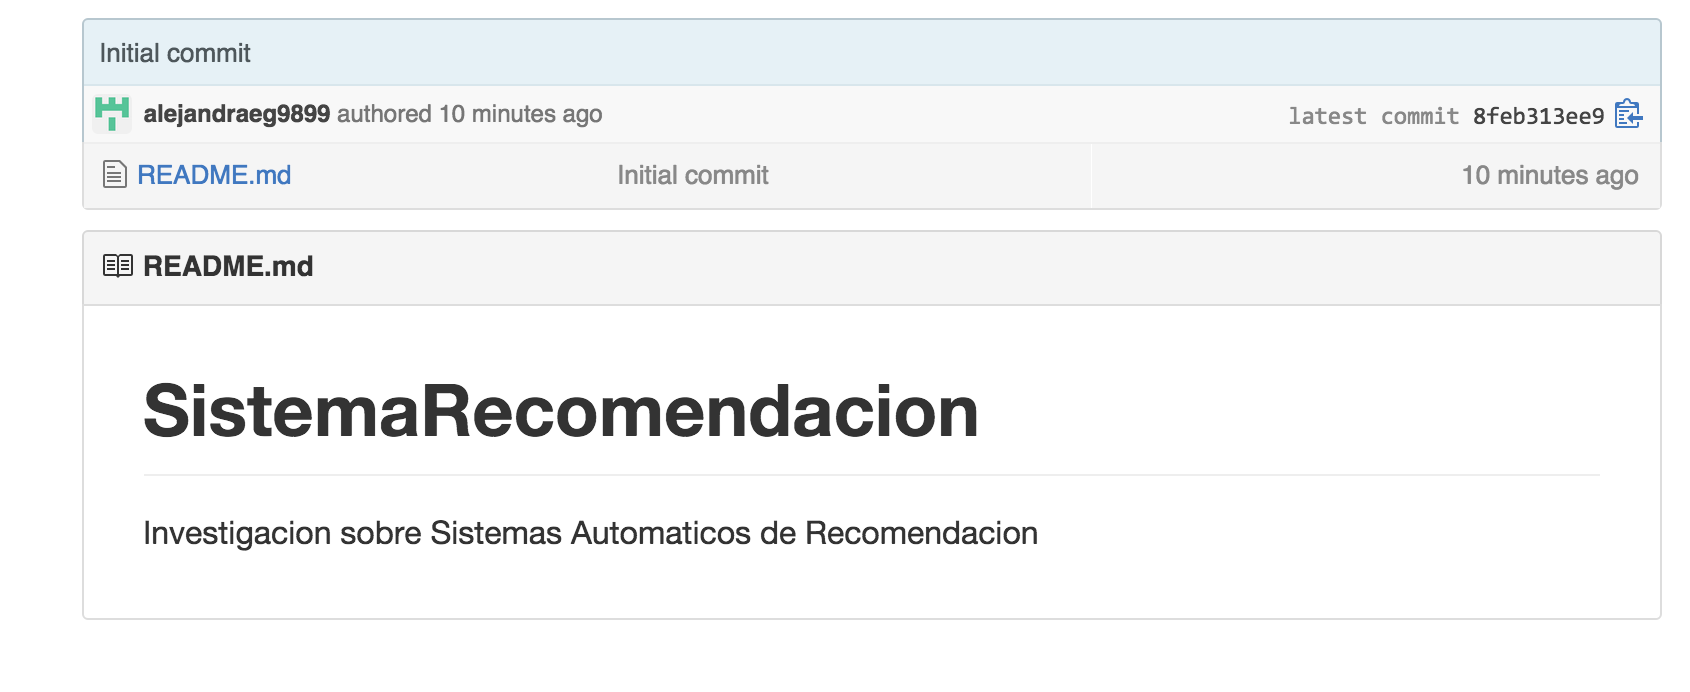 Initial commit
alejandraeg9899 authored 10 minutes ago latest commit 8feb313ee9
README.md Initial commit 10 minutes ago
README.md
SistemaRecomendacion
Investigacion sobre Sistemas Automaticos de Recomendacion